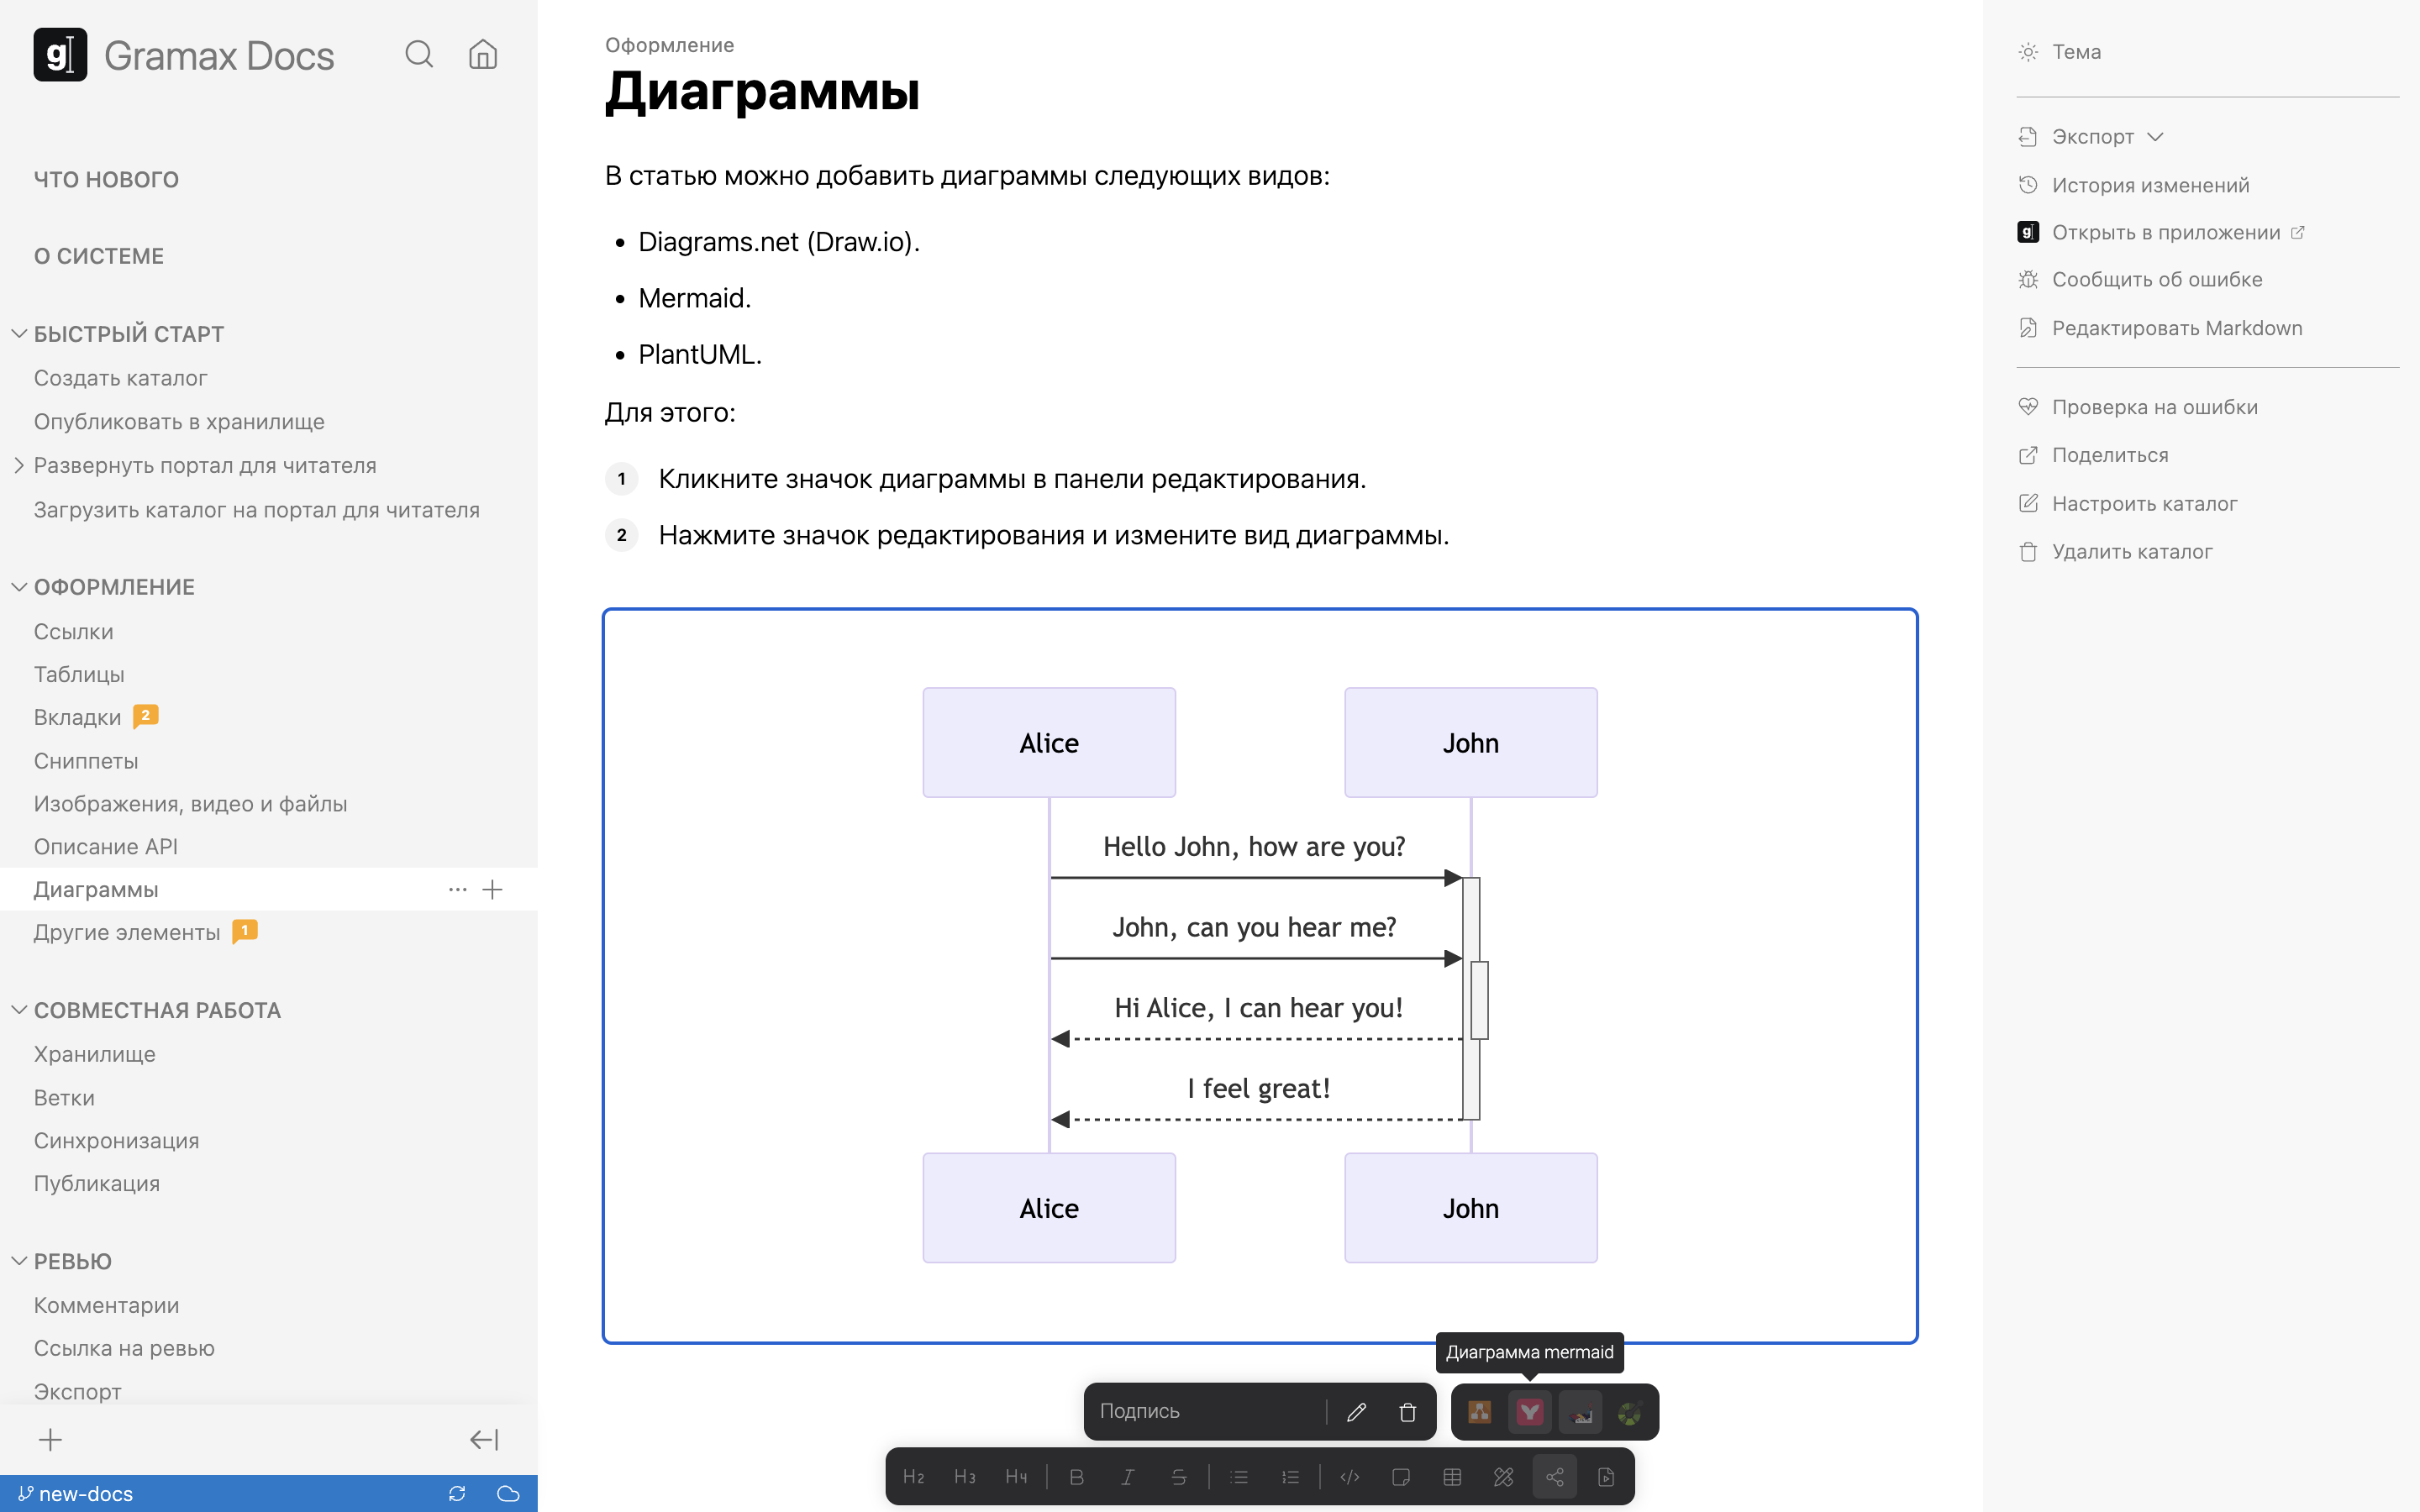 Gramax Docs
ЧТО НОВОГО
О СИСТЕМЕ
БЫСТРЫЙ СТАРТ
Создать каталог
Опубликовать в хранилище
Развернуть портал для читателя
Загрузить каталог на портал для читателя
ОФОРМЛЕНИЕ
Ссылки
Таблицы
Вкладки 2
Сниппеты
Изображения, видео и файлы
Описание API
Диаграммы
Другие элементы 1
СОВМЕСТНАЯ РАБОТА
Хранилище
Ветки
Синхронизация
Публикация
РЕВЬЮ
Комментарии
Ссылка на ревью
Экспорт
new-docs
Оформление
Диаграммы
В статью можно добавить диаграммы следующих видов:
• Diagrams.net (Draw.io).
• Mermaid.
• PlantUML.
Для этого:
1 Кликните значок диаграммы в панели редактирования.
2 Нажмите значок редактирования и измените вид диаграммы.
Alice John
Hello John, how are you?
John, can you hear me?
Hi Alice, I can hear you!
I feel great!
Alice John
Диаграмма mermaid
Подпись
H2 H3 H4 B I S
Тема
Экспорт
История изменений
Открыть в приложении
Сообщить об ошибке
Редактировать Markdown
Проверка на ошибки
Поделиться
Настроить каталог
Удалить каталог